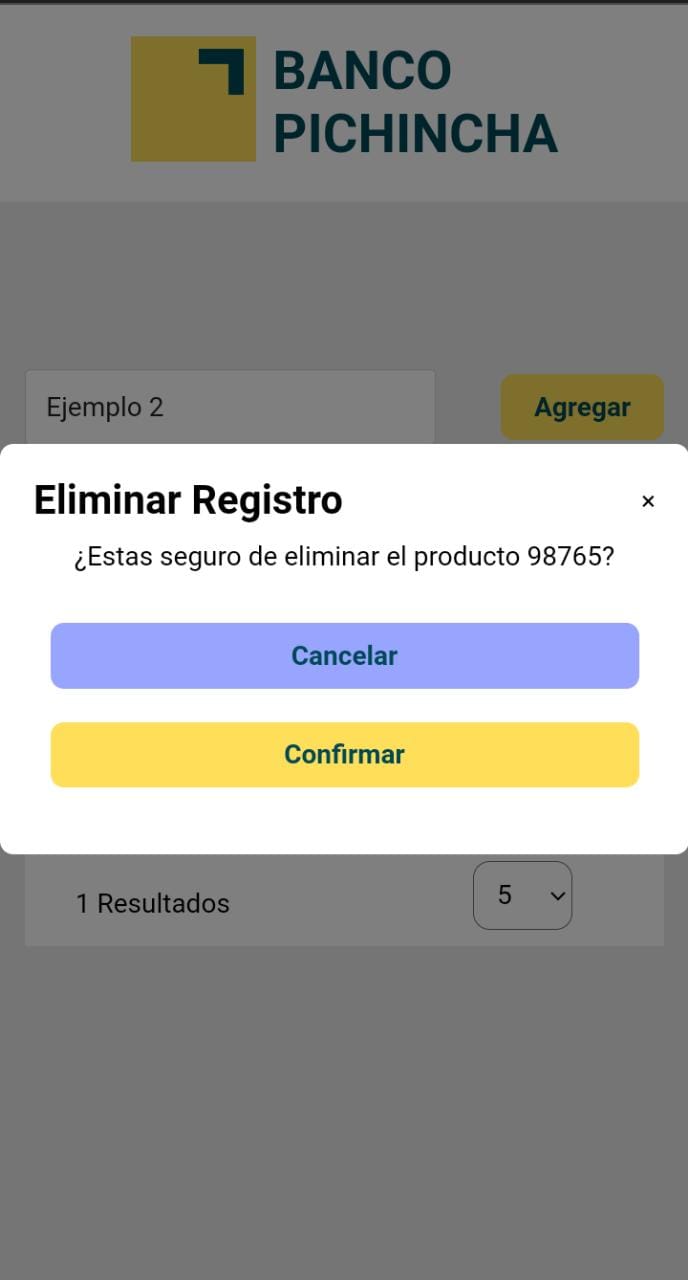 BANCO
PICHINCHA
Ejemplo 2
Agregar
Eliminar Registro
×
¿Estas seguro de eliminar el producto 98765?
Cancelar
Confirmar
1 Resultados
5